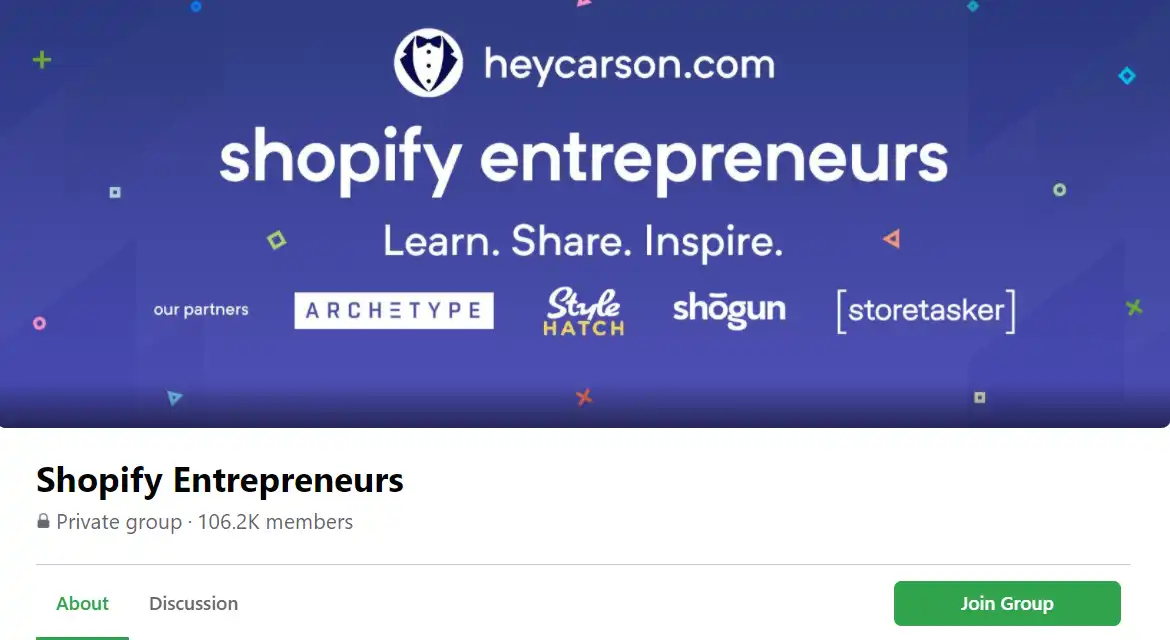 heycarson.com
shopify entrepreneurs
Learn. Share. Inspire.
our partners ARCHETYPE Style HATCH shōgun [storetasker]
Shopify Entrepreneurs
Private group · 106.2K members
About Discussion Join Group